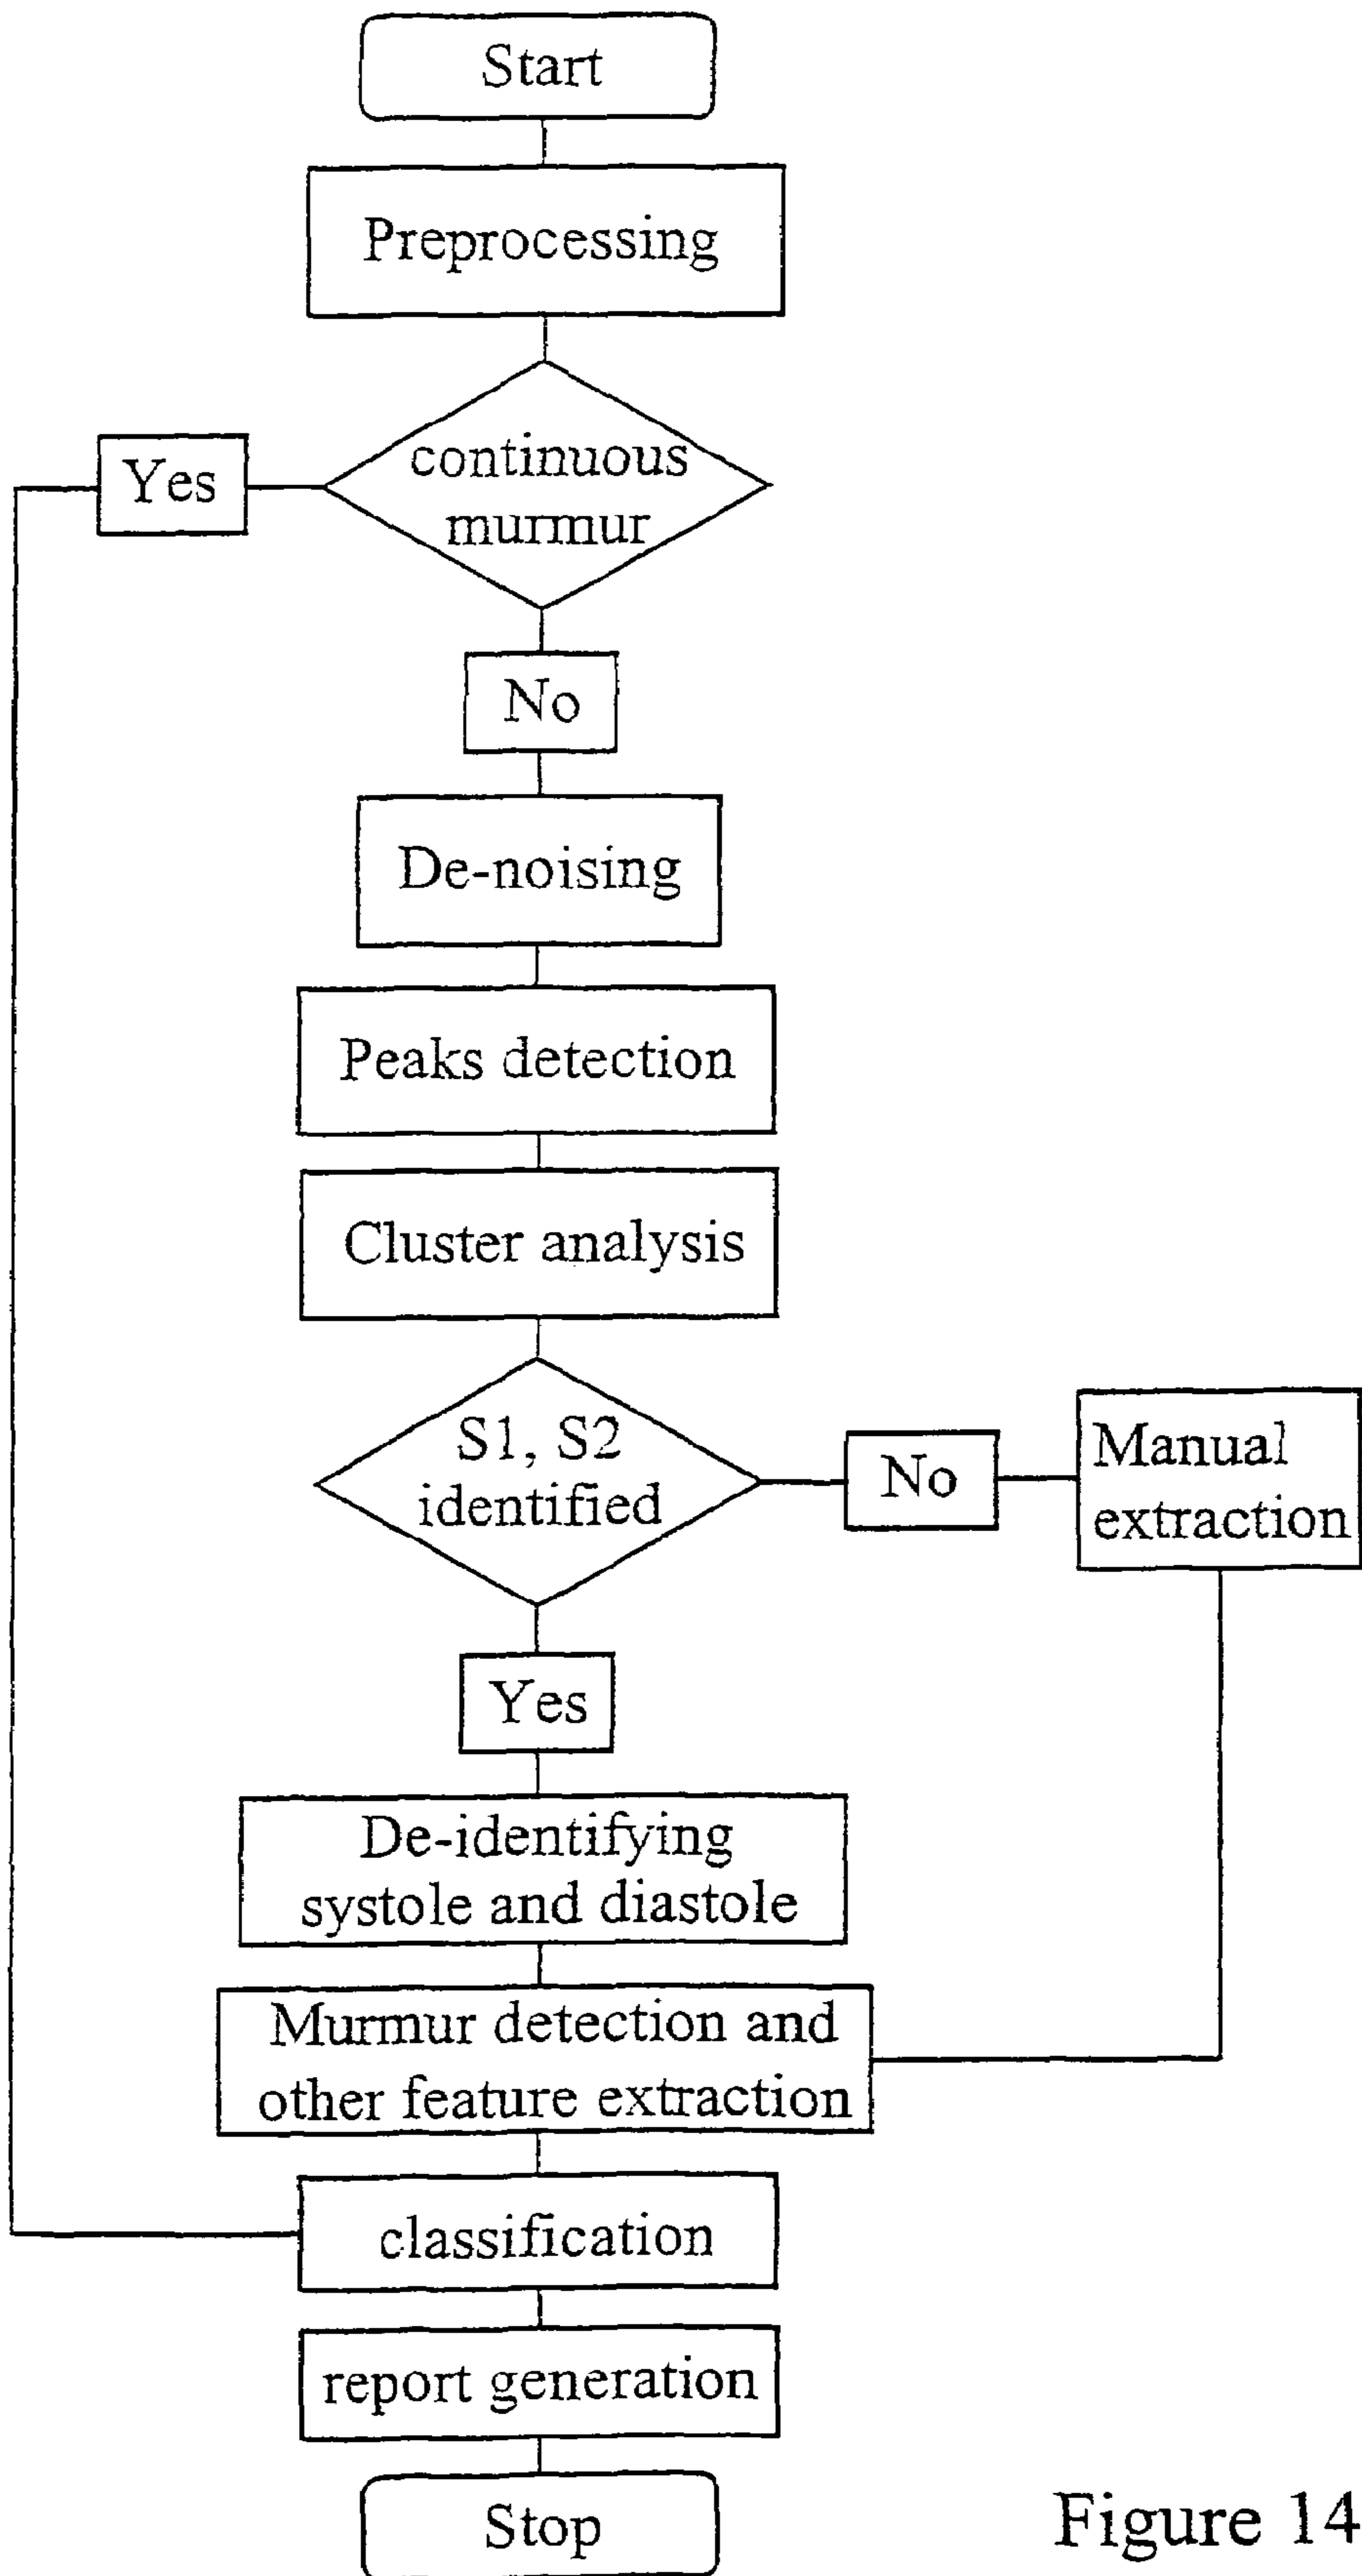 Start
Preprocessing
continuous
murmur
Yes
No
De-noising
Peaks detection
Cluster analysis
S1, S2
identified
No
Manual
extraction
Yes
De-identifying
systole and diastole
Murmur detection and
other feature extraction
classification
report generation
Stop
Figure 14